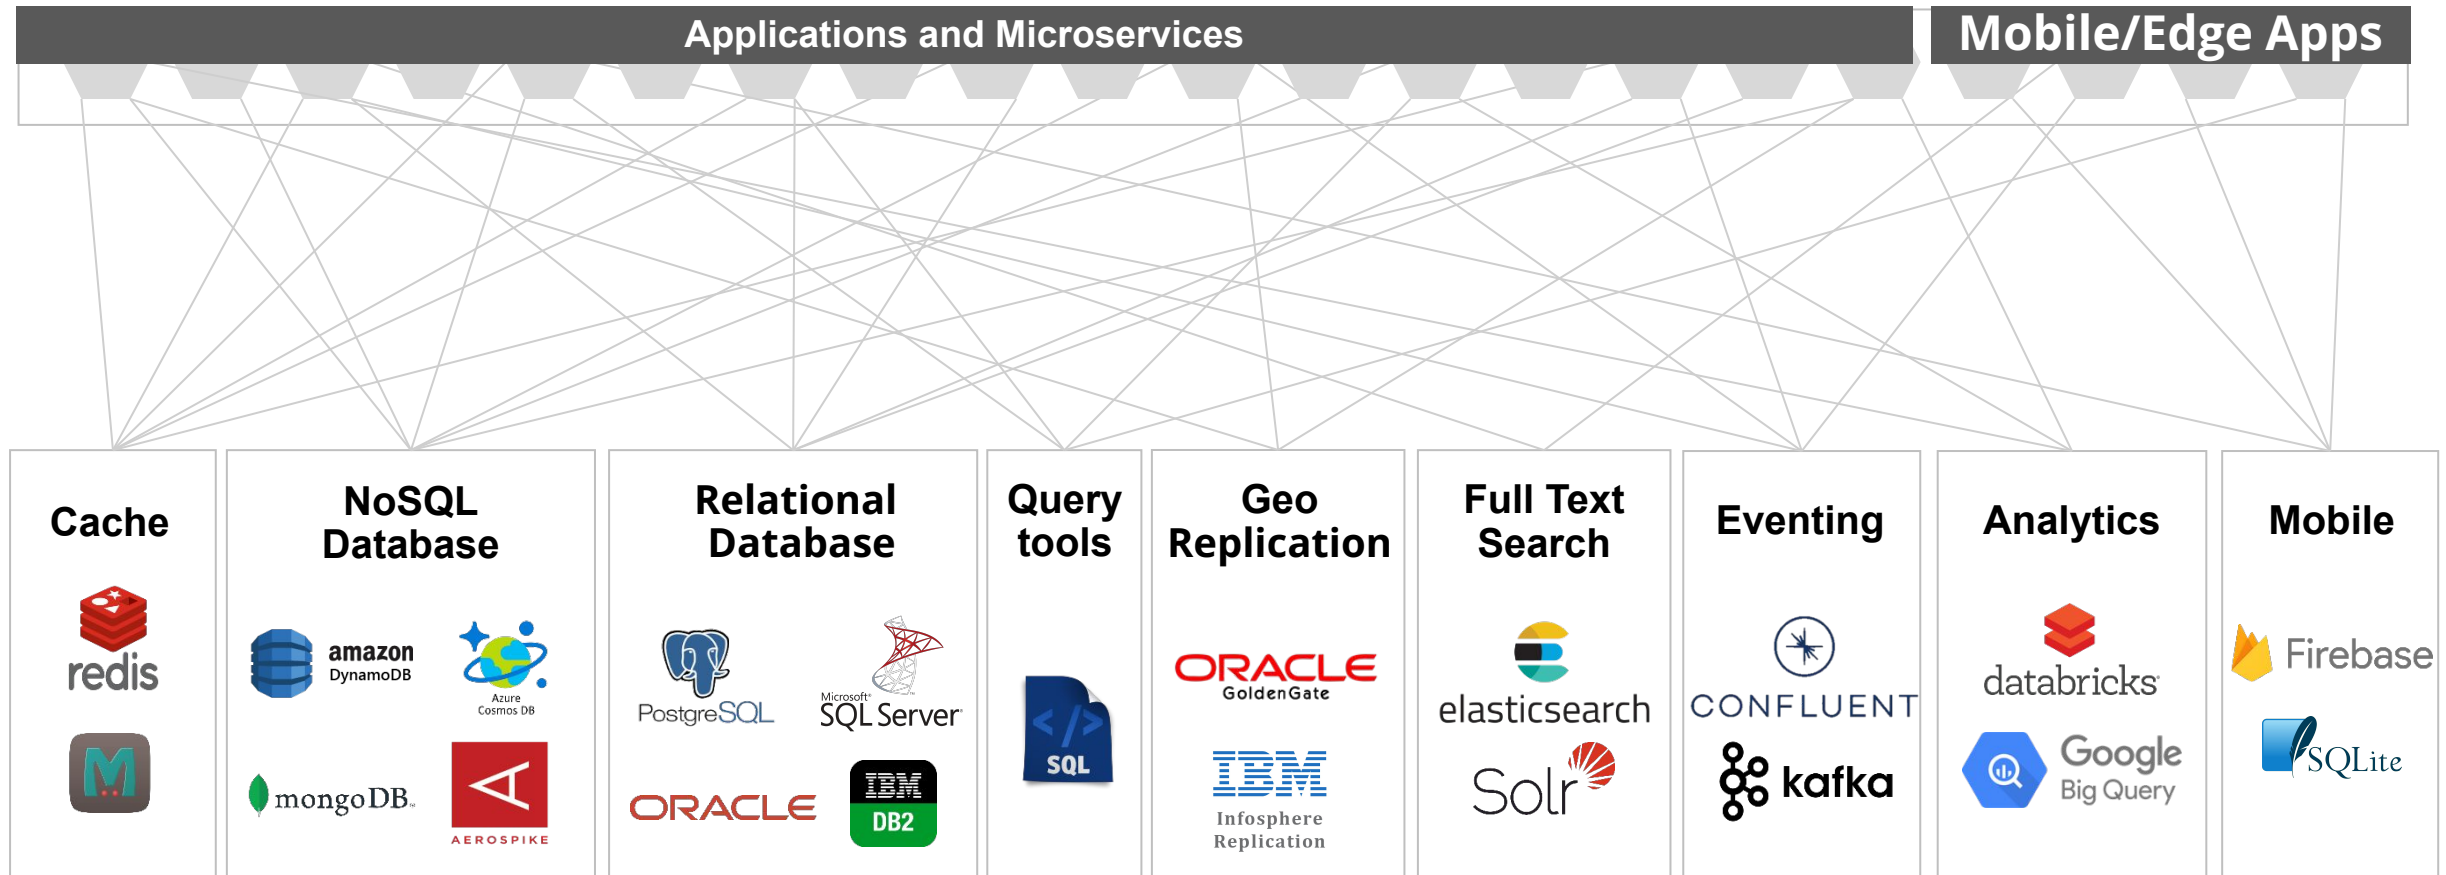 Applications and Microservices
Mobile/Edge Apps
Cache
redis
M
NoSQL
Database
amazon
DynamoDB
Azure
Cosmos DB
mongoDB
AEROSPIKE
Relational
Database
PostgreSQL
Microsoft®
SQL Server
ORACLE
IBM
DB2
Query
tools
</>
SQL
Geo
Replication
ORACLE
GoldenGate
IBM
Infosphere
Replication
Full Text
Search
elasticsearch
Solr
Eventing
CONFLUENT
kafka
Analytics
databricks
Google
Big Query
Mobile
Firebase
SQLite